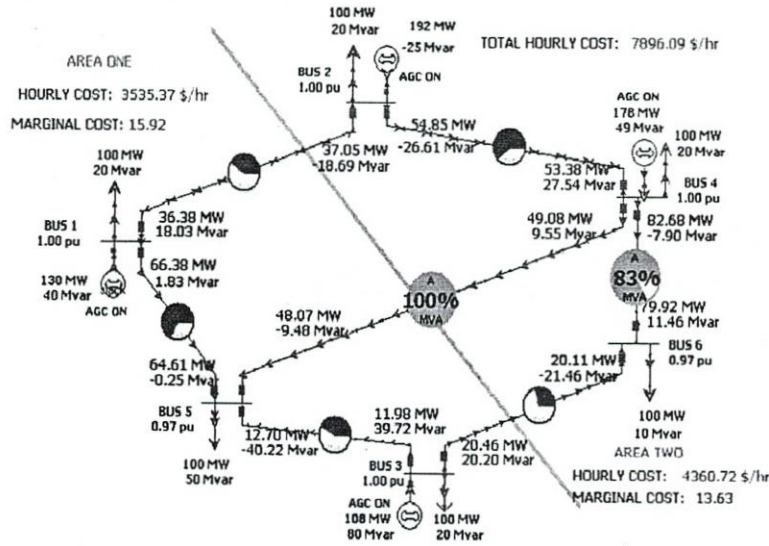 100 MW
20 Mvar
192 MW
-25 Mvar
TOTAL HOURLY COST: 7896.09 $/hr
AREA ONE
BUS 2
1.00 pu
AGC ON
HOURLY COST: 3535.37 $/hr
MARGINAL COST: 15.92
AGC ON
178 MW
49 Mvar
100 MW
20 Mvar
54.85 MW
-26.61 Mvar
37.05 MW
-18.69 Mvar
100 MW
20 Mvar
53.38 MW
27.54 Mvar
BUS 4
1.00 pu
36.38 MW
18.03 Mvar
49.08 MW
9.55 Mvar
82.68 MW
-7.90 Mvar
BUS 1
1.00 pu
66.38 MW
1.83 Mvar
130 MW
40 Mvar
AGC ON
A
100%
MVA
A
83%
MVA
48.07 MW
-9.48 Mvar
79.92 MW
11.46 Mvar
64.61 MW
-0.25 Mvar
BUS 6
0.97 pu
20.11 MW
-21.46 Mvar
BUS 5
0.97 pu
11.98 MW
39.72 Mvar
12.70 MW
-40.22 Mvar
100 MW
10 Mvar
100 MW
50 Mvar
BUS 3
1.00 pu
20.46 MW
20.20 Mvar
AREA TWO
HOURLY COST: 4360.72 $/hr
MARGINAL COST: 13.63
AGC ON
108 MW
80 Mvar
100 MW
20 Mvar